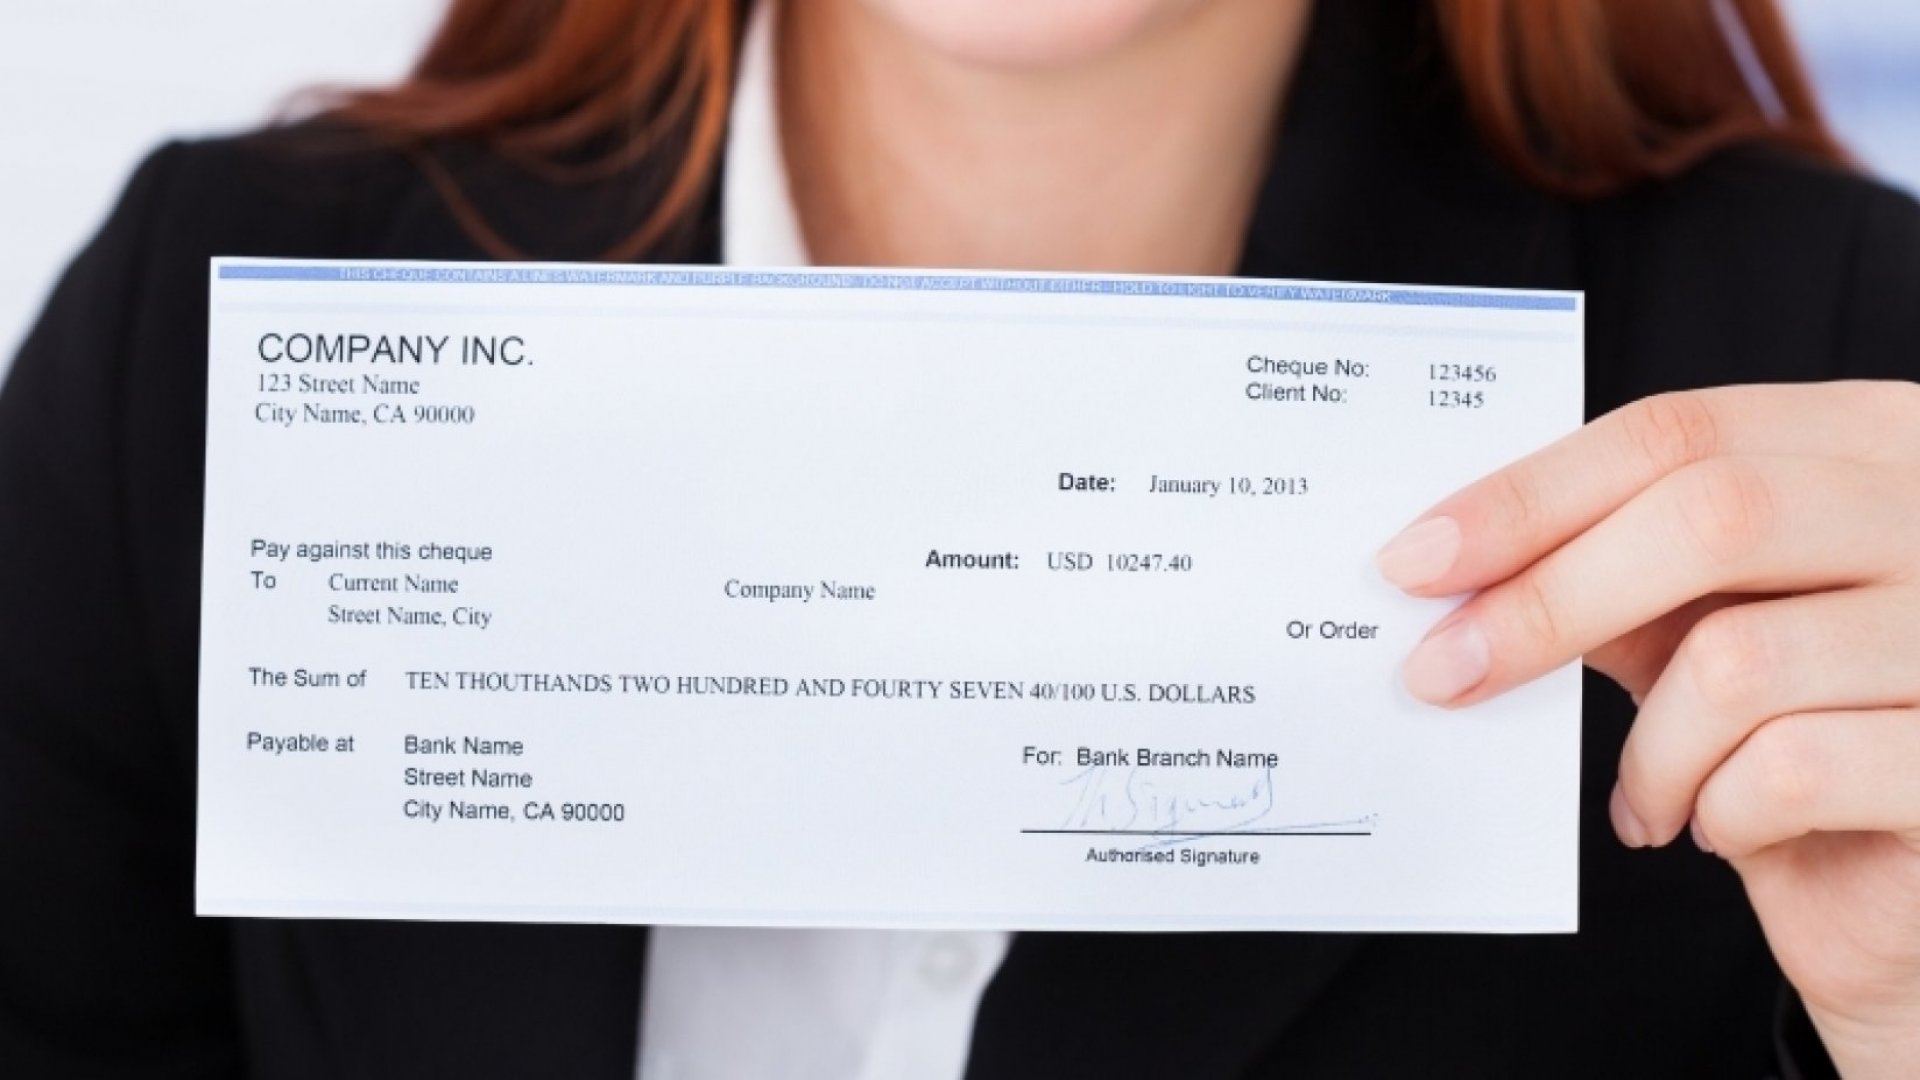 THIS CHEQUE CONTAINS A LINES WATERMARK AND PURPLE BACKGROUND - DO NOT ACCEPT WITHOUT EITHER - HOLD TO LIGHT TO VERIFY WATERMARK
COMPANY INC.
123 Street Name
City Name, CA 90000
Cheque No: 123456
Client No: 12345
Date: January 10, 2013
Pay against this cheque
Amount: USD 10247.40
To Current Name Company Name
Street Name, City
Or Order
The Sum of TEN THOUTHANDS TWO HUNDRED AND FOURTY SEVEN 40/100 U.S. DOLLARS
Payable at Bank Name
Street Name
City Name, CA 90000
For: Bank Branch Name
Authorised Signature